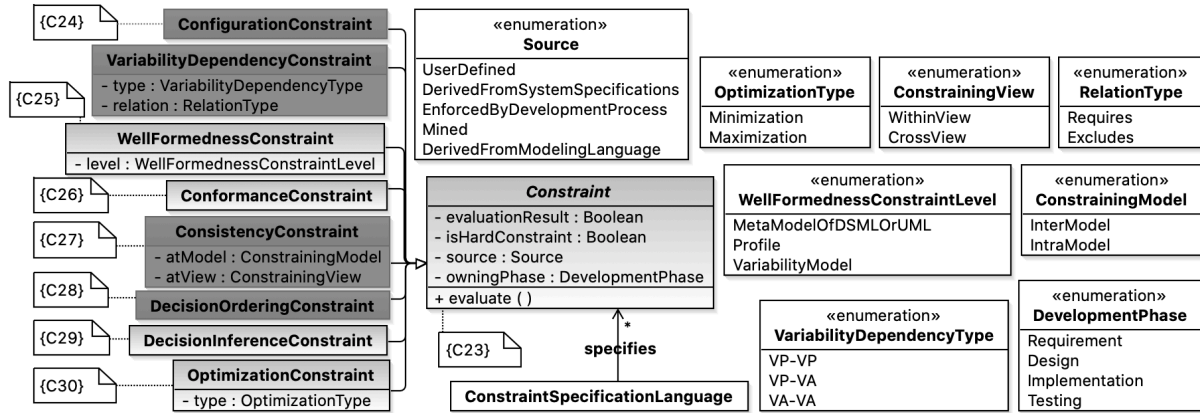 {C24}
ConfigurationConstraint
VariabilityDependencyConstraint
- type : VariabilityDependencyType
- relation : RelationType
{C25}
WellFormednessConstraint
- level : WellFormednessConstraintLevel
{C26}
ConformanceConstraint
{C27}
ConsistencyConstraint
- atModel : ConstrainingModel
- atView : ConstrainingView
{C28}
DecisionOrderingConstraint
{C29}
DecisionInferenceConstraint
{C30}
OptimizationConstraint
- type : OptimizationType
«enumeration»
Source
UserDefined
DerivedFromSystemSpecifications
EnforcedByDevelopmentProcess
Mined
DerivedFromModelingLanguage
Constraint
- evaluationResult : Boolean
- isHardConstraint : Boolean
- source : Source
- owningPhase : DevelopmentPhase
+ evaluate ( )
{C23}
*
specifies
ConstraintSpecificationLanguage
«enumeration»
OptimizationType
Minimization
Maximization
«enumeration»
ConstrainingView
WithinView
CrossView
«enumeration»
RelationType
Requires
Excludes
«enumeration»
WellFormednessConstraintLevel
MetaModelOfDSMLOrUML
Profile
VariabilityModel
«enumeration»
ConstrainingModel
InterModel
IntraModel
«enumeration»
VariabilityDependencyType
VP-VP
VP-VA
VA-VA
«enumeration»
DevelopmentPhase
Requirement
Design
Implementation
Testing